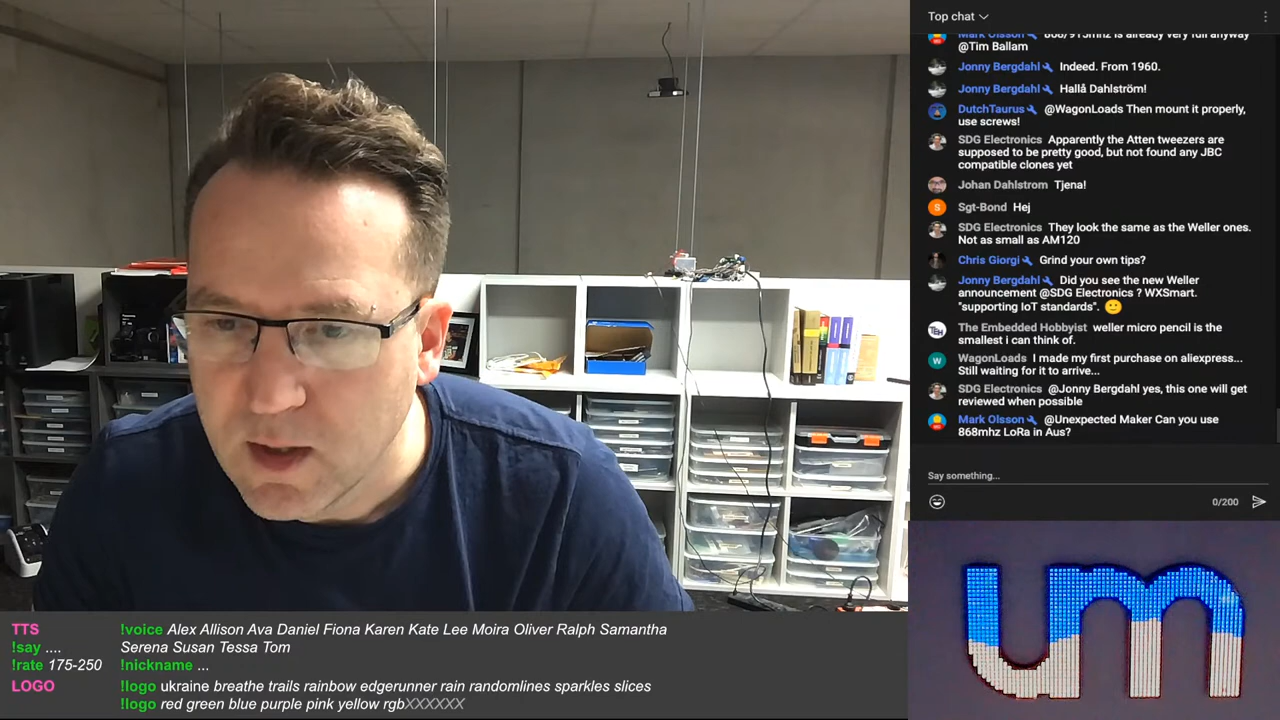 Top chat
Mark Olsson 868/915mhz is already very full anyway
@Tim Ballam
Jonny Bergdahl Indeed. From 1960.
Jonny Bergdahl Hallå Dahlström!
DutchTaurus @WagonLoads Then mount it properly,
use screws!
SDG Electronics Apparently the Atten tweezers are
supposed to be pretty good, but not found any JBC
compatible clones yet
Johan Dahlstrom Tjena!
S
Sgt-Bond Hej
SDG Electronics They look the same as the Weller ones.
Not as small as AM120
Chris Giorgi Grind your own tips?
Jonny Bergdahl Did you see the new Weller
announcement @SDG Electronics ? WXSmart.
"supporting IoT standards". 🙂
TEH
The Embedded Hobbyist weller micro pencil is the
smallest i can think of.
W
WagonLoads I made my first purchase on aliexpress...
Still waiting for it to arrive...
SDG Electronics @Jonny Bergdahl yes, this one will get
reviewed when possible
Mark Olsson @Unexpected Maker Can you use
868mhz LoRa in Aus?
Say something...
0/200
um
TTS !voice Alex Allison Ava Daniel Fiona Karen Kate Lee Moira Oliver Ralph Samantha
!say .... Serena Susan Tessa Tom
!rate 175-250 !nickname ...
LOGO !logo ukraine breathe trails rainbow edgerunner rain randomlines sparkles slices
!logo red green blue purple pink yellow rgbXXXXXX